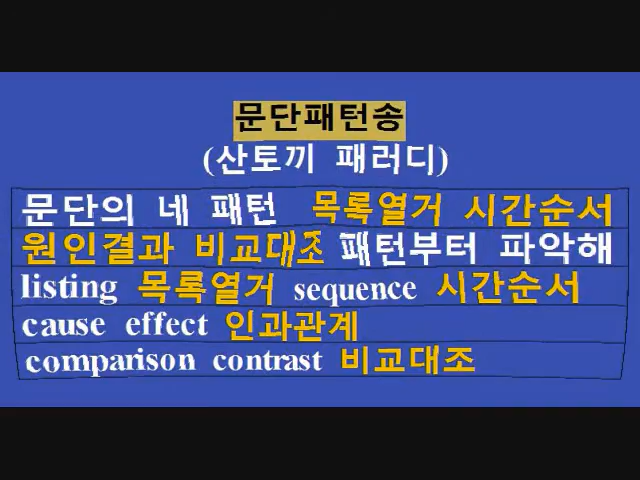 문단패턴송
(산토끼 패러디)
문단의 네 패턴 목록열거 시간순서
원인결과 비교대조 패턴부터 파악해
listing 목록열거 sequence 시간순서
cause effect 인과관계
comparison contrast 비교대조